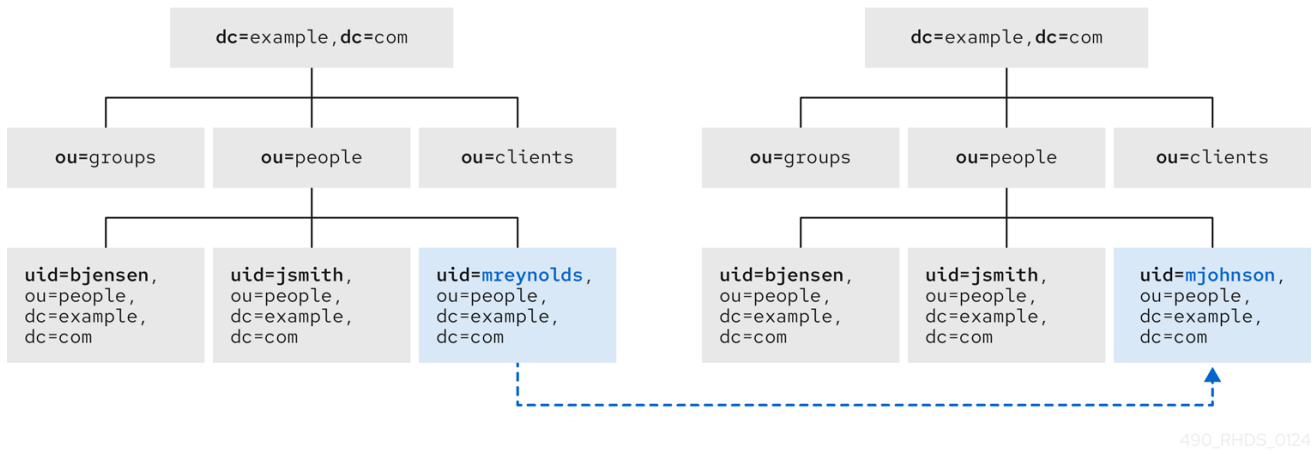 dc=example,dc=com
ou=groups
ou=people
ou=clients
uid=bjensen,
ou=people,
dc=example,
dc=com
uid=jsmith,
ou=people,
dc=example,
dc=com
uid=mreynolds,
ou=people,
dc=example,
dc=com
dc=example,dc=com
ou=groups
ou=people
ou=clients
uid=bjensen,
ou=people,
dc=example,
dc=com
uid=jsmith,
ou=people,
dc=example,
dc=com
uid=mjohnson,
ou=people,
dc=example,
dc=com
490_RHDS_0124